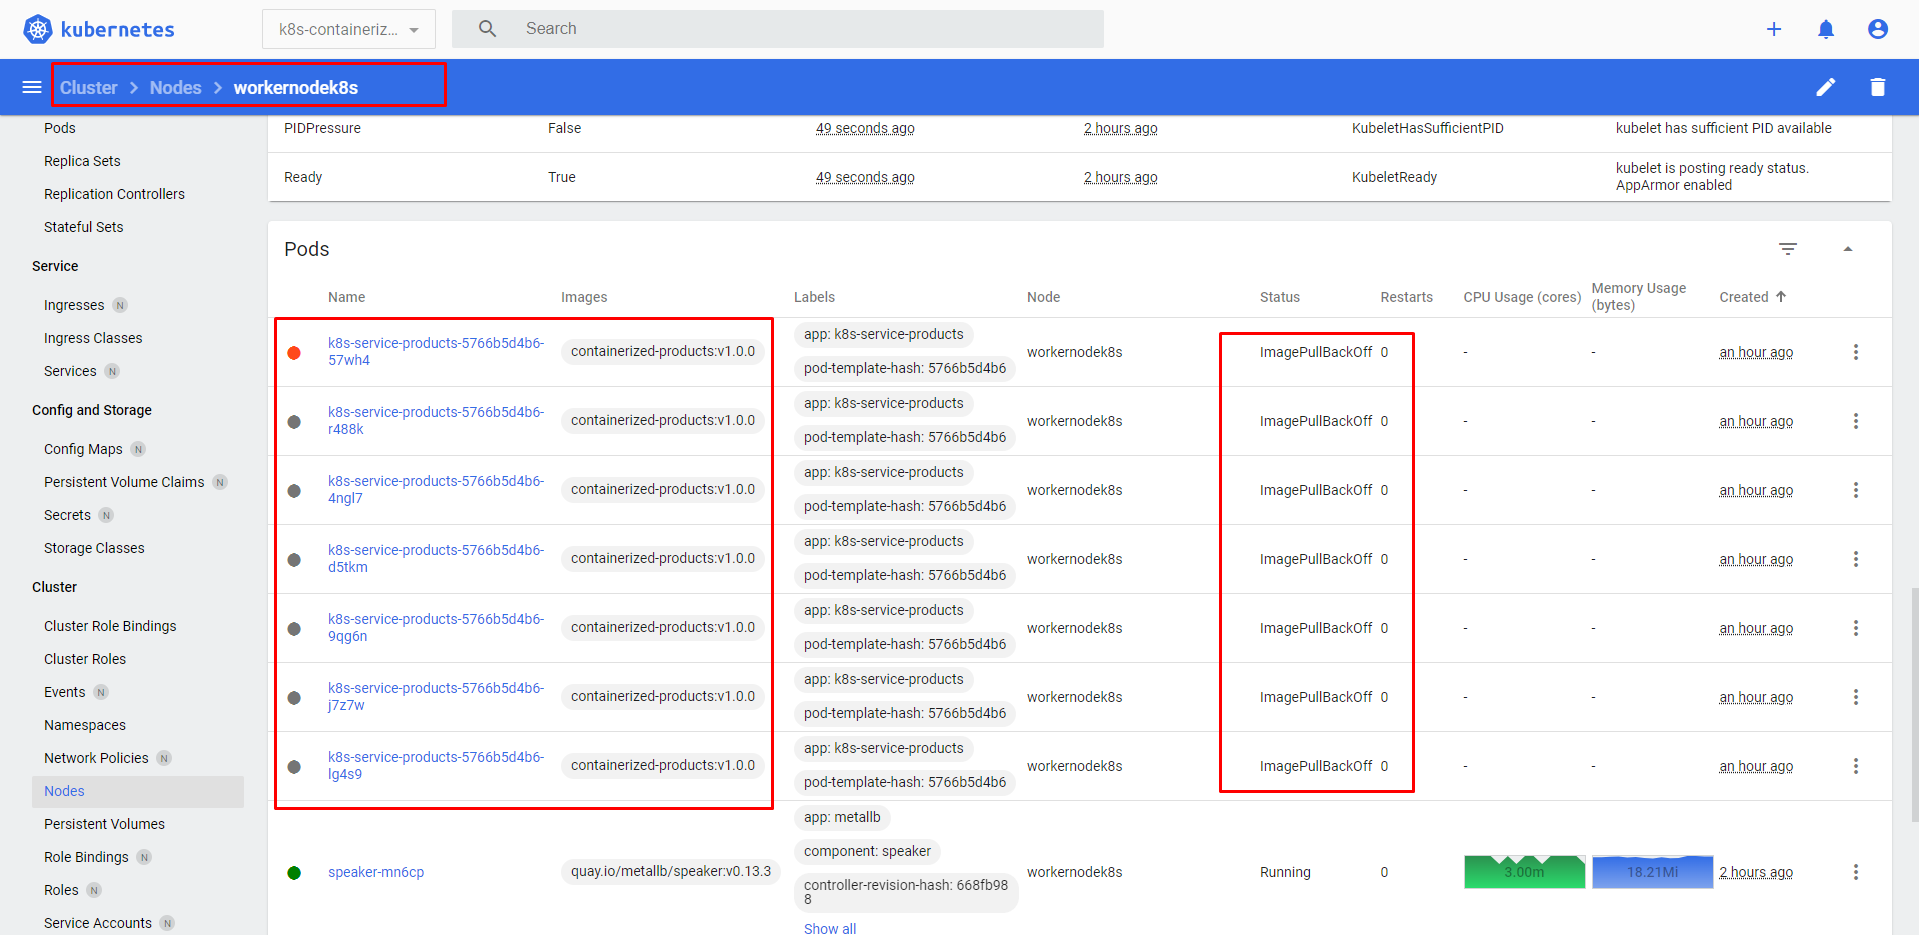 kubernetes
k8s-containeriz...
Search
Cluster > Nodes > workernodek8s
Pods
Replica Sets
Replication Controllers
Stateful Sets
Service
Ingresses N
Ingress Classes
Services N
Config and Storage
Config Maps N
Persistent Volume Claims N
Secrets N
Storage Classes
Cluster
Cluster Role Bindings
Cluster Roles
Events N
Namespaces
Network Policies N
Nodes
Persistent Volumes
Role Bindings N
Roles N
Service Accounts N
PIDPressure False 49 seconds ago 2 hours ago KubeletHasSufficientPID kubelet has sufficient PID available
Ready True 49 seconds ago 2 hours ago KubeletReady kubelet is posting ready status.
AppArmor enabled
Pods
Name Images Labels Node Status Restarts CPU Usage (cores) Memory Usage
(bytes) Created
k8s-service-products-5766b5d4b6-
57wh4
containerized-products:v1.0.0
app: k8s-service-products
pod-template-hash: 5766b5d4b6
workernodek8s ImagePullBackOff 0 - - an hour ago
k8s-service-products-5766b5d4b6-
r488k
containerized-products:v1.0.0
app: k8s-service-products
pod-template-hash: 5766b5d4b6
workernodek8s ImagePullBackOff 0 - - an hour ago
k8s-service-products-5766b5d4b6-
4ngl7
containerized-products:v1.0.0
app: k8s-service-products
pod-template-hash: 5766b5d4b6
workernodek8s ImagePullBackOff 0 - - an hour ago
k8s-service-products-5766b5d4b6-
d5tkm
containerized-products:v1.0.0
app: k8s-service-products
pod-template-hash: 5766b5d4b6
workernodek8s ImagePullBackOff 0 - - an hour ago
k8s-service-products-5766b5d4b6-
9qg6n
containerized-products:v1.0.0
app: k8s-service-products
pod-template-hash: 5766b5d4b6
workernodek8s ImagePullBackOff 0 - - an hour ago
k8s-service-products-5766b5d4b6-
j7z7w
containerized-products:v1.0.0
app: k8s-service-products
pod-template-hash: 5766b5d4b6
workernodek8s ImagePullBackOff 0 - - an hour ago
k8s-service-products-5766b5d4b6-
lg4s9
containerized-products:v1.0.0
app: k8s-service-products
pod-template-hash: 5766b5d4b6
workernodek8s ImagePullBackOff 0 - - an hour ago
speaker-mn6cp
quay.io/metallb/speaker:v0.13.3
app: metallb
component: speaker
controller-revision-hash: 668fb98
8
Show all
workernodek8s Running 0 3.00m 18.21Mi 2 hours ago